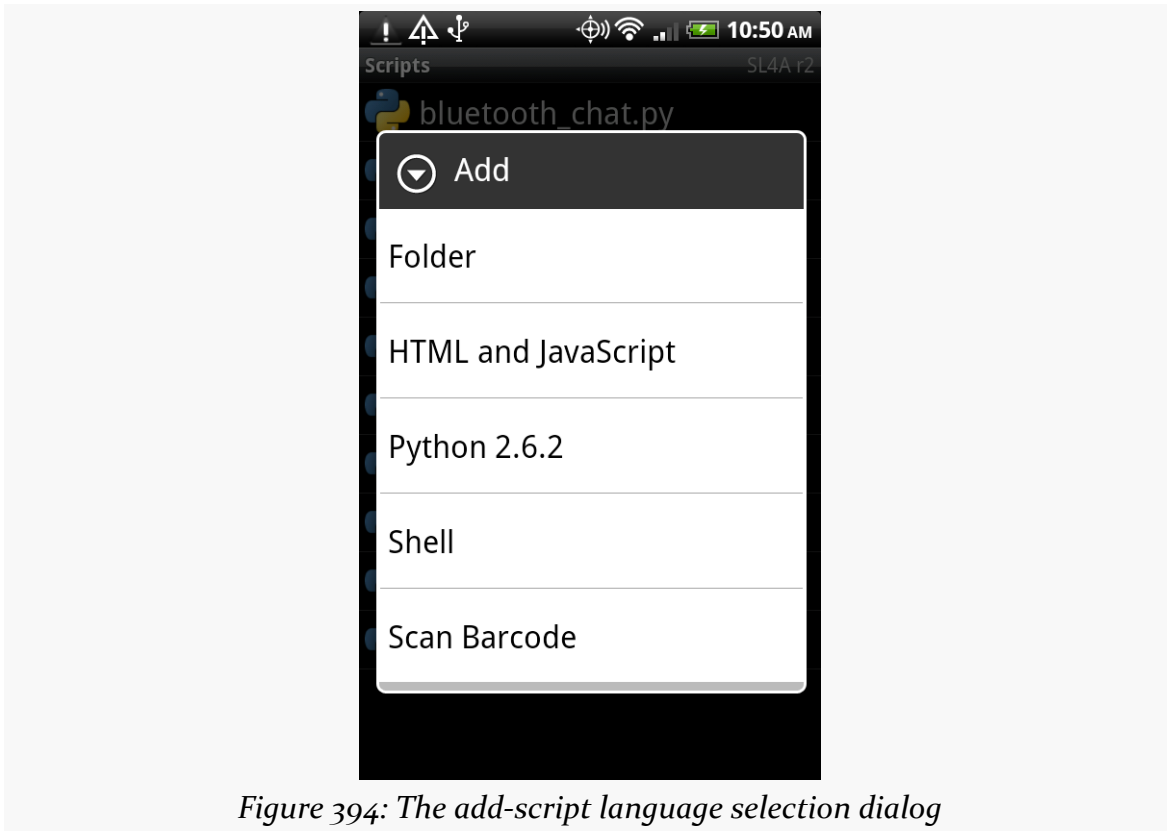 10:50 AM
Scripts SL4A r2
bluetooth_chat.py
Add
Folder
HTML and JavaScript
Python 2.6.2
Shell
Scan Barcode
Figure 394: The add-script language selection dialog